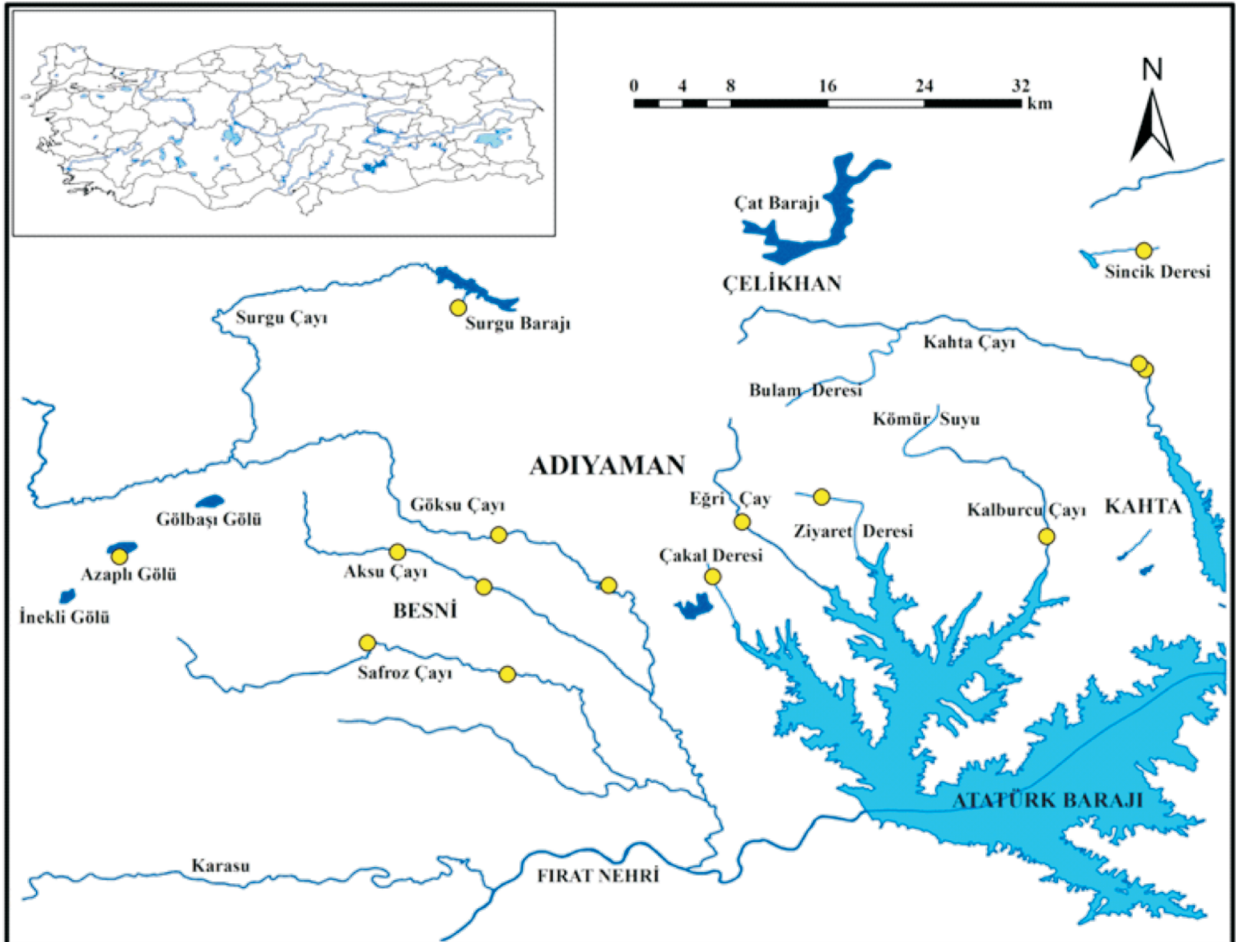 0 4 8 16 24 32
km
N
Çat Barajı
Sincik Deresi
ÇELİKHAN
Surgu Çayı
Surgu Barajı
Kahta Çayı
Bulam Deresi
Kömür Suyu
ADIYAMAN
Eğri Çay
Göksu Çayı
Gölbaşı Gölü
Ziyaret Deresi
Kalburcu Çayı
KAHTA
Çakal Deresi
Azaplı Gölü
Aksu Çayı
İnekli Gölü
BESNİ
Safroz Çayı
ATATÜRK BARAJI
Karasu
FIRAT NEHRİ